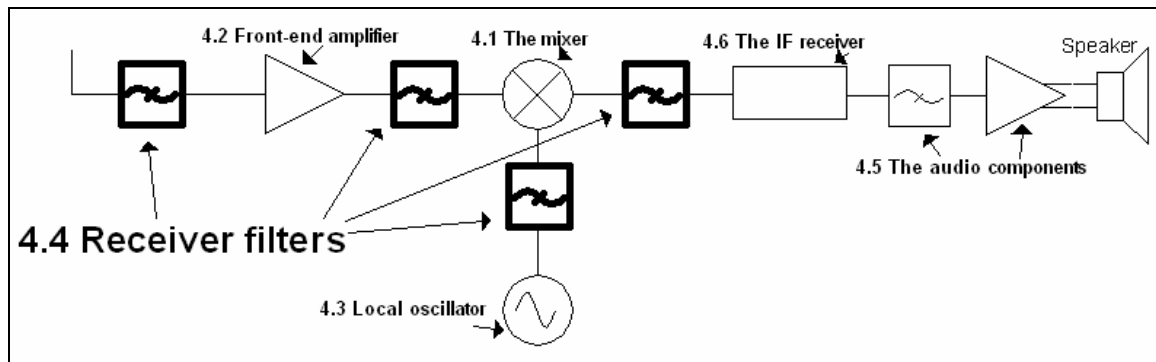 4.2 Front-end amplifier
4.1 The mixer
4.6 The IF receiver
Speaker
4.5 The audio components
4.4 Receiver filters
4.3 Local oscillator